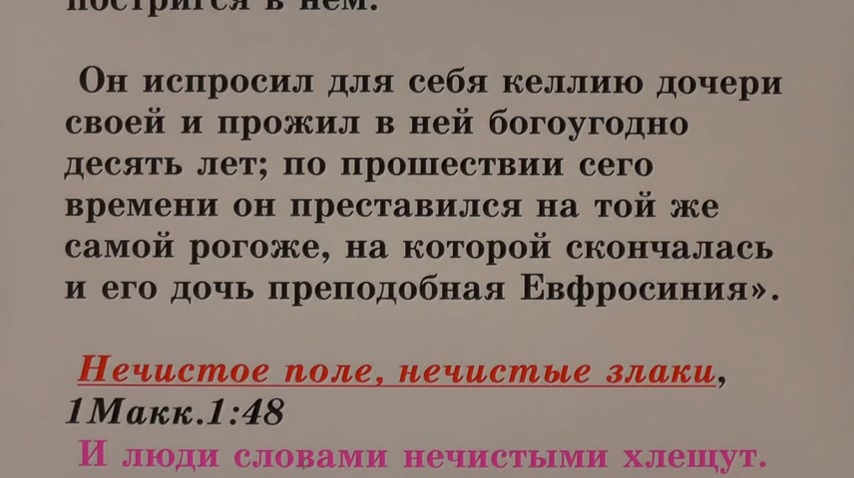 постригся в нем.
Он испросил для себя келлию дочери
своей и прожил в ней богоугодно
десять лет; по прошествии сего
времени он преставился на той же
самой рогоже, на которой скончалась
и его дочь преподобная Евфросиния».
Нечистое поле, нечистые злаки,
1Макк.1:48
И люди словами нечистыми хлещут.